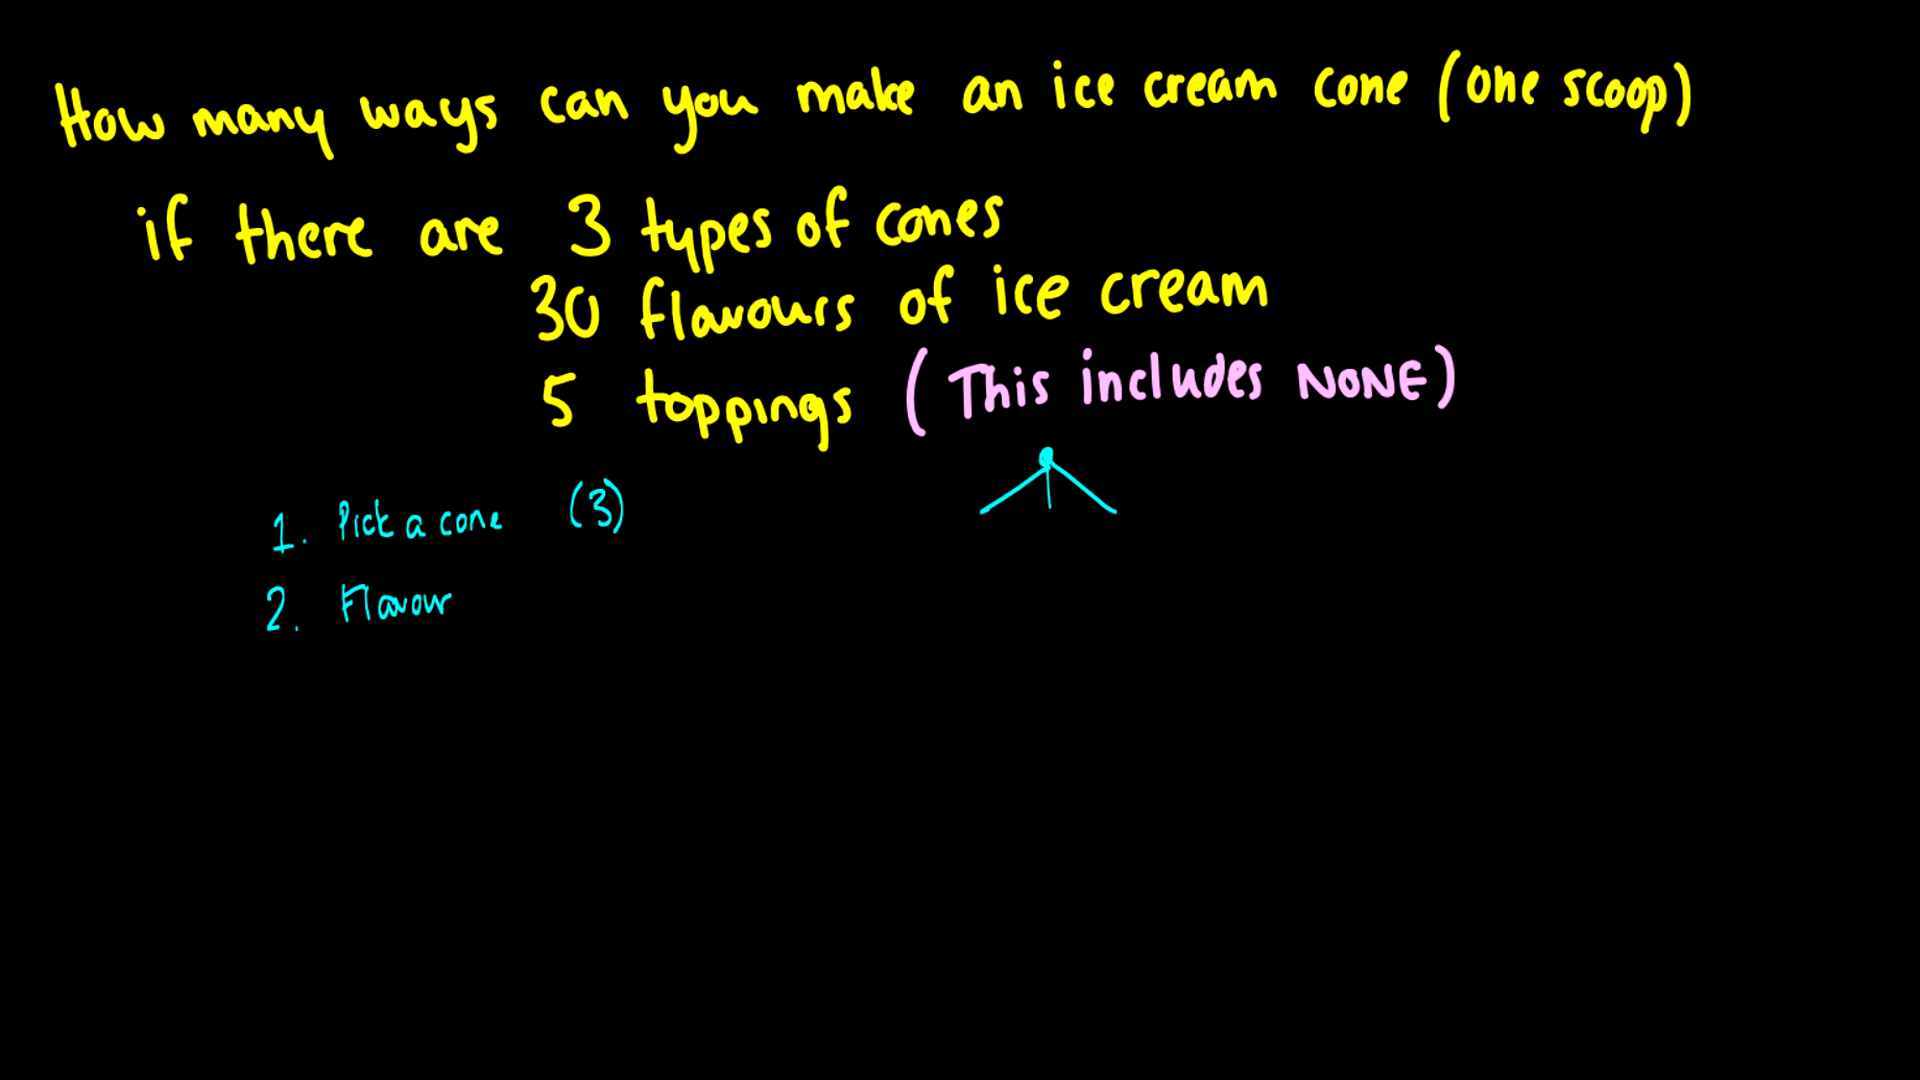 How many ways can you make an ice cream cone (one scoop)
if there are 3 types of cones
30 flavours of ice cream
5 toppings (This includes NONE)
1. Pick a cone (3)
2. Flavour